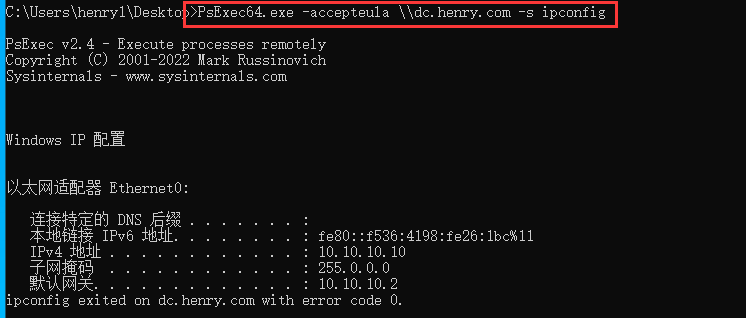 C:\Users\henry1\Desktop>PsExec64.exe -accepteula \\dc.henry.com -s ipconfig
PsExec v2.4 - Execute processes remotely
Copyright (C) 2001-2022 Mark Russinovich
Sysinternals - www.sysinternals.com
Windows IP 配置
以太网适配器 Ethernet0:
连接特定的 DNS 后缀 . . . . . . . :
本地链接 IPv6 地址. . . . . . . . : fe80::f536:4198:fe26:1bc%11
IPv4 地址 . . . . . . . . . . . . : 10.10.10.10
子网掩码 . . . . . . . . . . . . : 255.0.0.0
默认网关. . . . . . . . . . . . . : 10.10.10.2
ipconfig exited on dc.henry.com with error code 0.